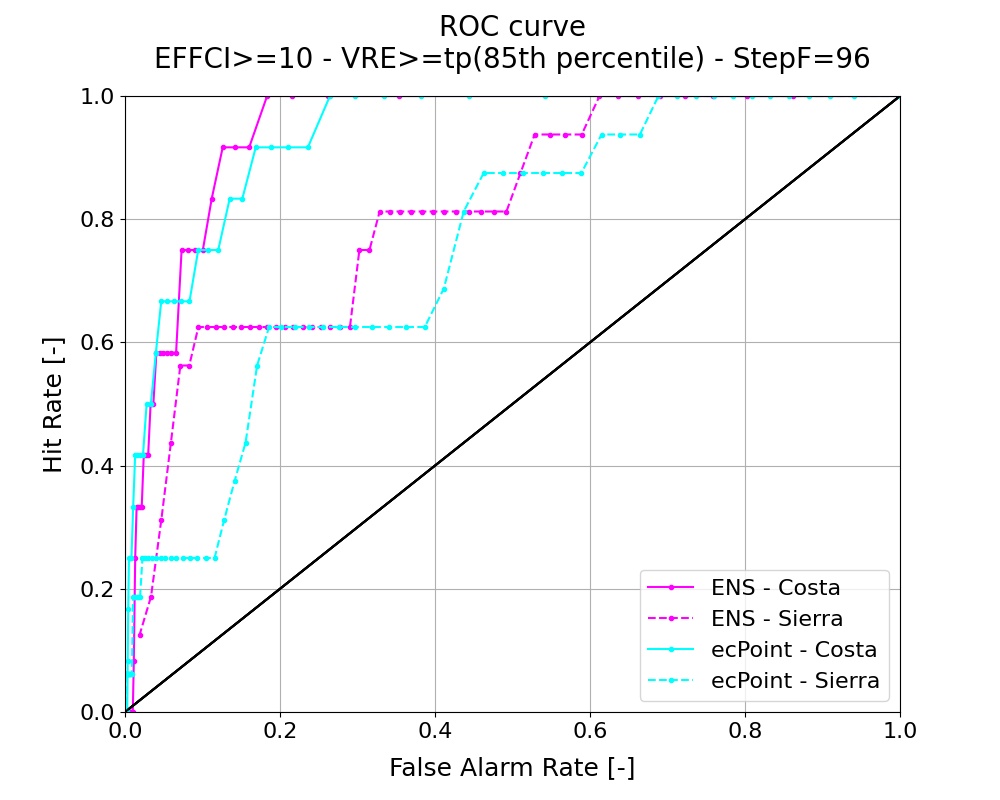 ROC curve
EFFCI>=10 - VRE>=tp(85th percentile) - StepF=96
1.0
0.8
0.6
0.4
0.2
0.0
Hit Rate [-]
ENS - Costa
ENS - Sierra
ecPoint - Costa
ecPoint - Sierra
0.0 0.2 0.4 0.6 0.8 1.0
False Alarm Rate [-]